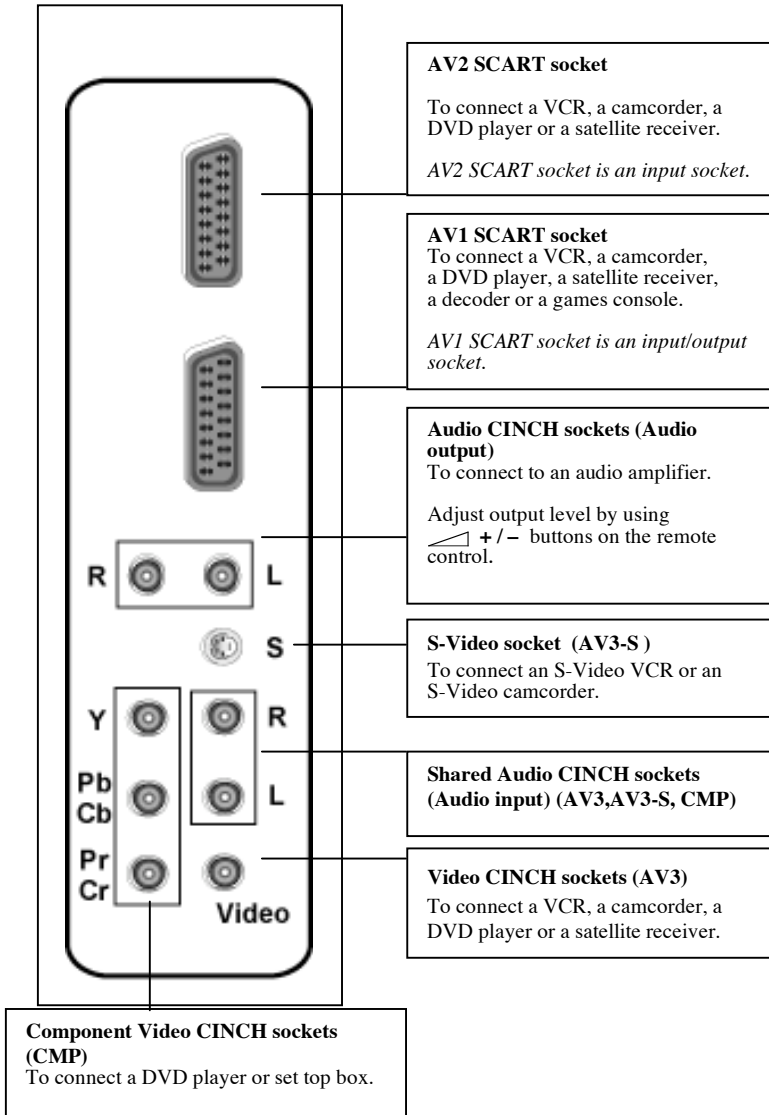 AV2 SCART socket
To connect a VCR, a camcorder, a
DVD player or a satellite receiver.
AV2 SCART socket is an input socket.
AV1 SCART socket
To connect a VCR, a camcorder,
a DVD player, a satellite receiver,
a decoder or a games console.
AV1 SCART socket is an input/output
socket.
Audio CINCH sockets (Audio
output)
To connect to an audio amplifier.
Adjust output level by using
+ / – buttons on the remote
control.
R L
S
S-Video socket (AV3-S )
To connect an S-Video VCR or an
S-Video camcorder.
Y R
Pb
Cb
L
Shared Audio CINCH sockets
(Audio input) (AV3,AV3-S, CMP)
Pr
Cr
Video
Video CINCH sockets (AV3)
To connect a VCR, a camcorder, a
DVD player or a satellite receiver.
Component Video CINCH sockets
(CMP)
To connect a DVD player or set top box.